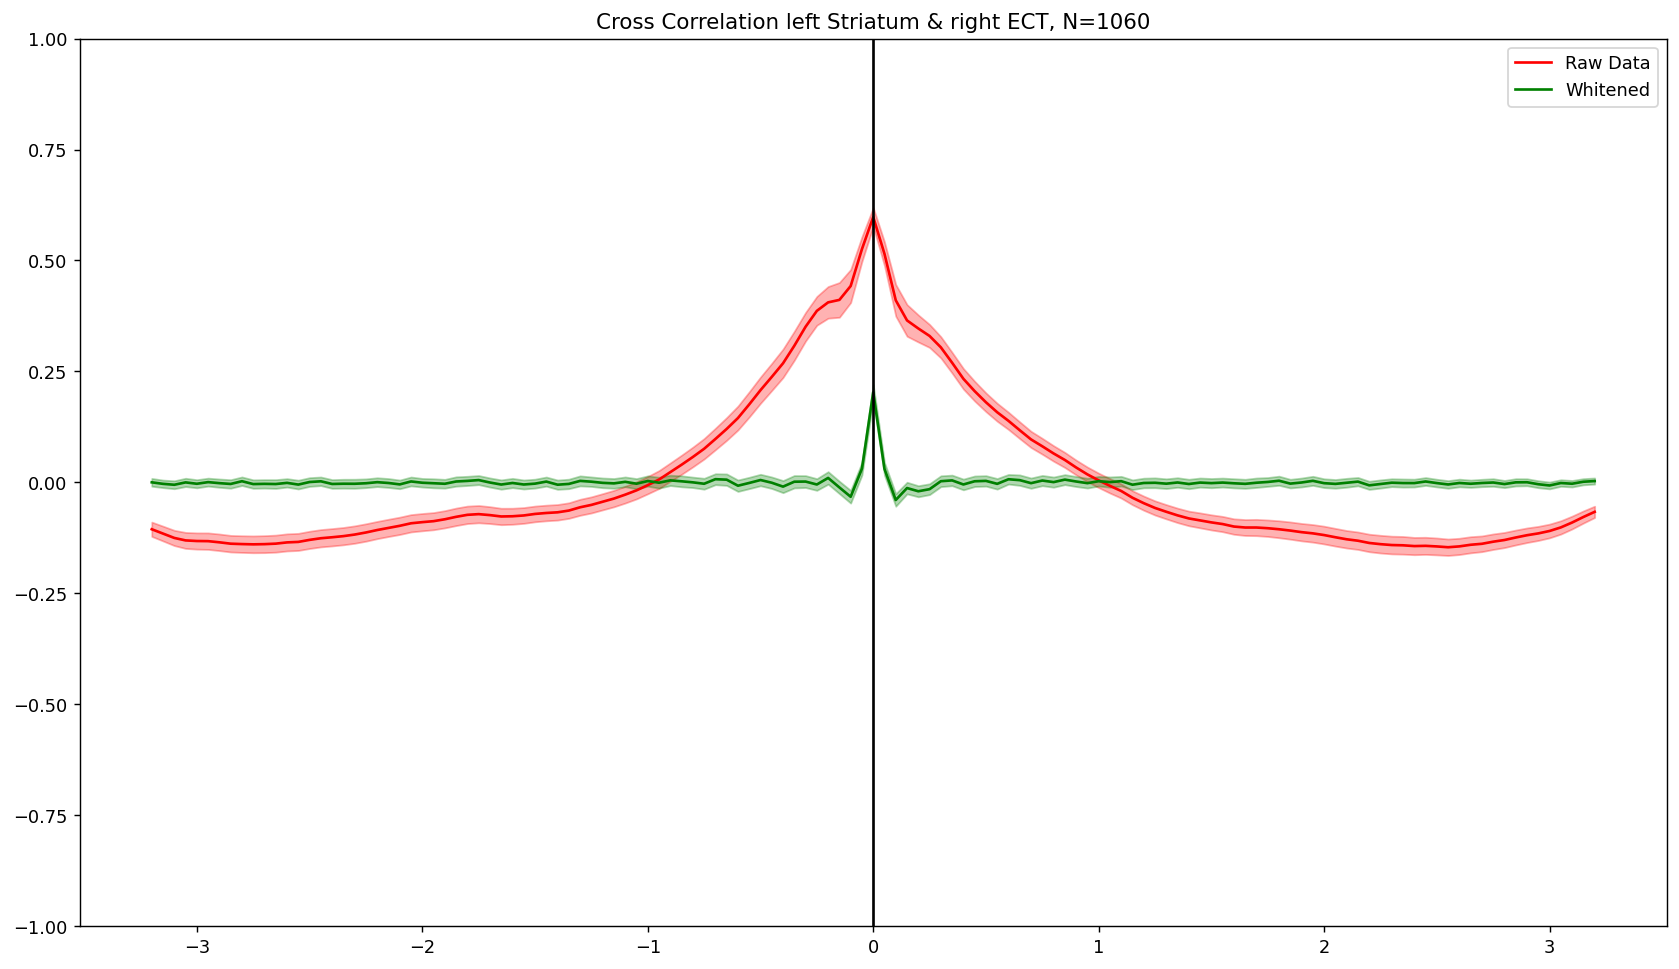 Cross Correlation left Striatum & right ECT, N=1060
Raw Data
Whitened
1.00
0.75
0.50
0.25
0.00
−0.25
−0.50
−0.75
−1.00
−3 −2 −1 0 1 2 3